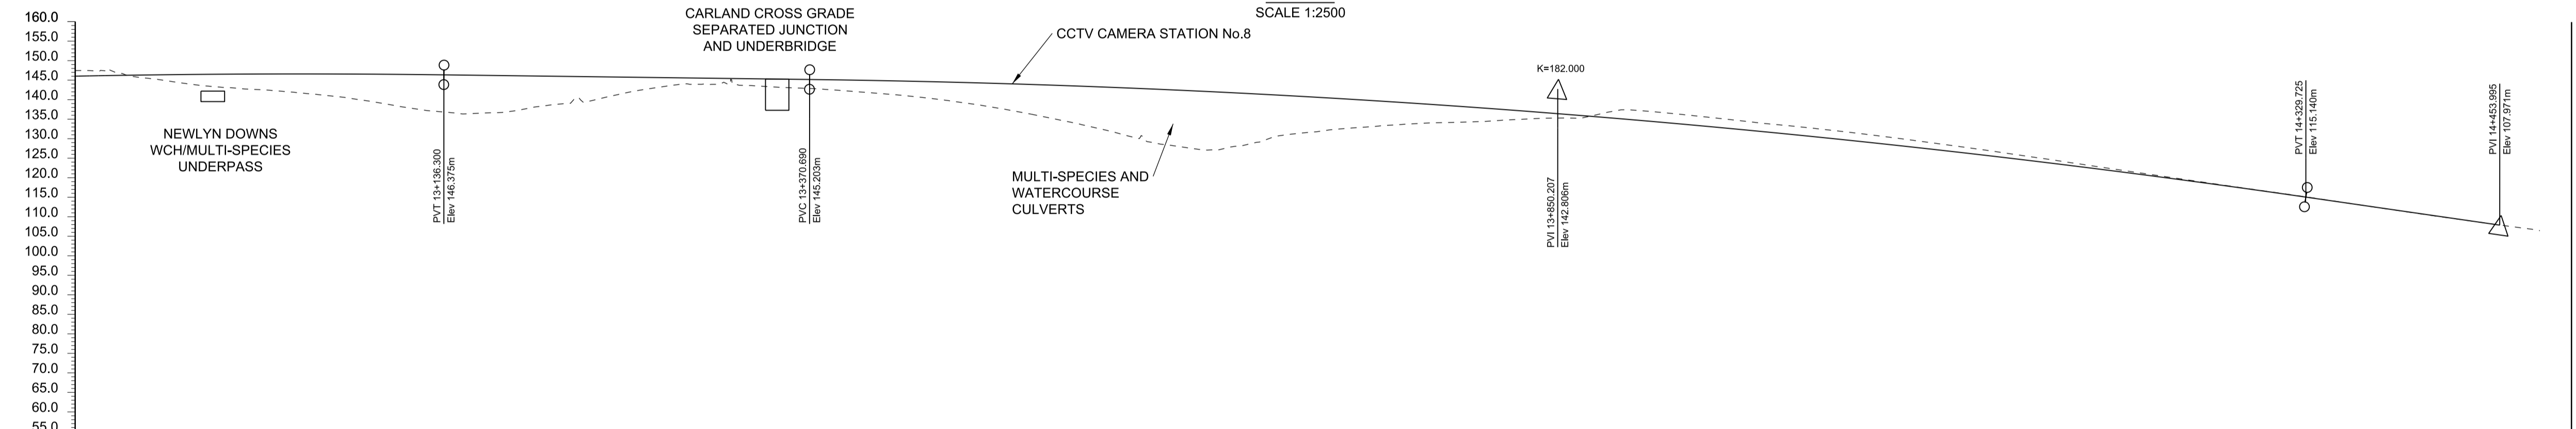 SCALE 1:2500
160.0
155.0
150.0
145.0
140.0
135.0
130.0
125.0
120.0
115.0
110.0
105.0
100.0
95.0
90.0
85.0
80.0
75.0
70.0
65.0
60.0
55.0
NEWLYN DOWNS
WCH/MULTI-SPECIES
UNDERPASS
PVT 13+136.300
Elev 146.375m
CARLAND CROSS GRADE
SEPARATED JUNCTION
AND UNDERBRIDGE
PVC 13+370.690
Elev 145.203m
CCTV CAMERA STATION No.8
MULTI-SPECIES AND
WATERCOURSE
CULVERTS
K=182.000
PVI 13+850.207
Elev 142.806m
PVT 14+329.725
Elev 115.140m
PVI 14+453.995
Elev 107.971m